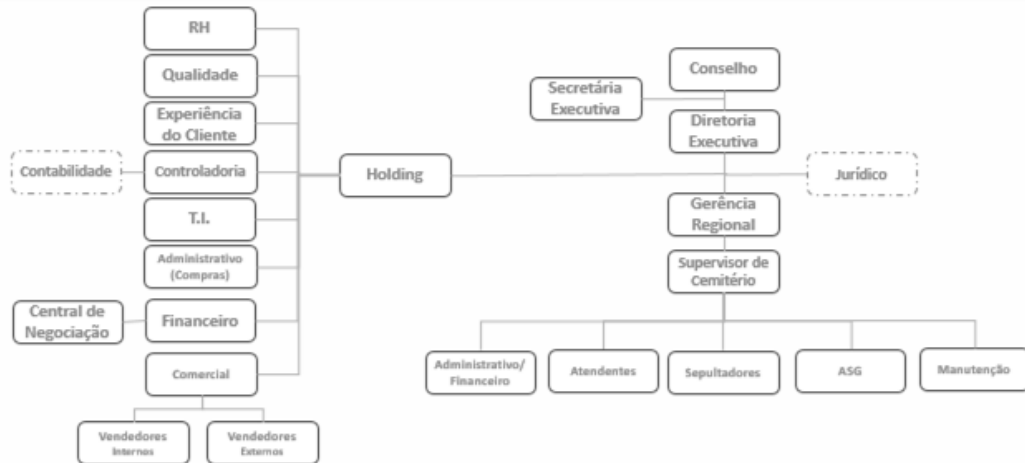 RH
Qualidade
Experiência
do Cliente
Contabilidade
Controladoria
T.I.
Administrativo
(Compras)
Central de
Negociação
Financeiro
Comercial
Vendedores
Internos
Vendedores
Externos
Holding
Conselho
Secretária
Executiva
Diretoria
Executiva
Jurídico
Gerência
Regional
Supervisor de
Cemitério
Administrativo/
Financeiro
Atendentes
Sepultadores
ASG
Manutenção